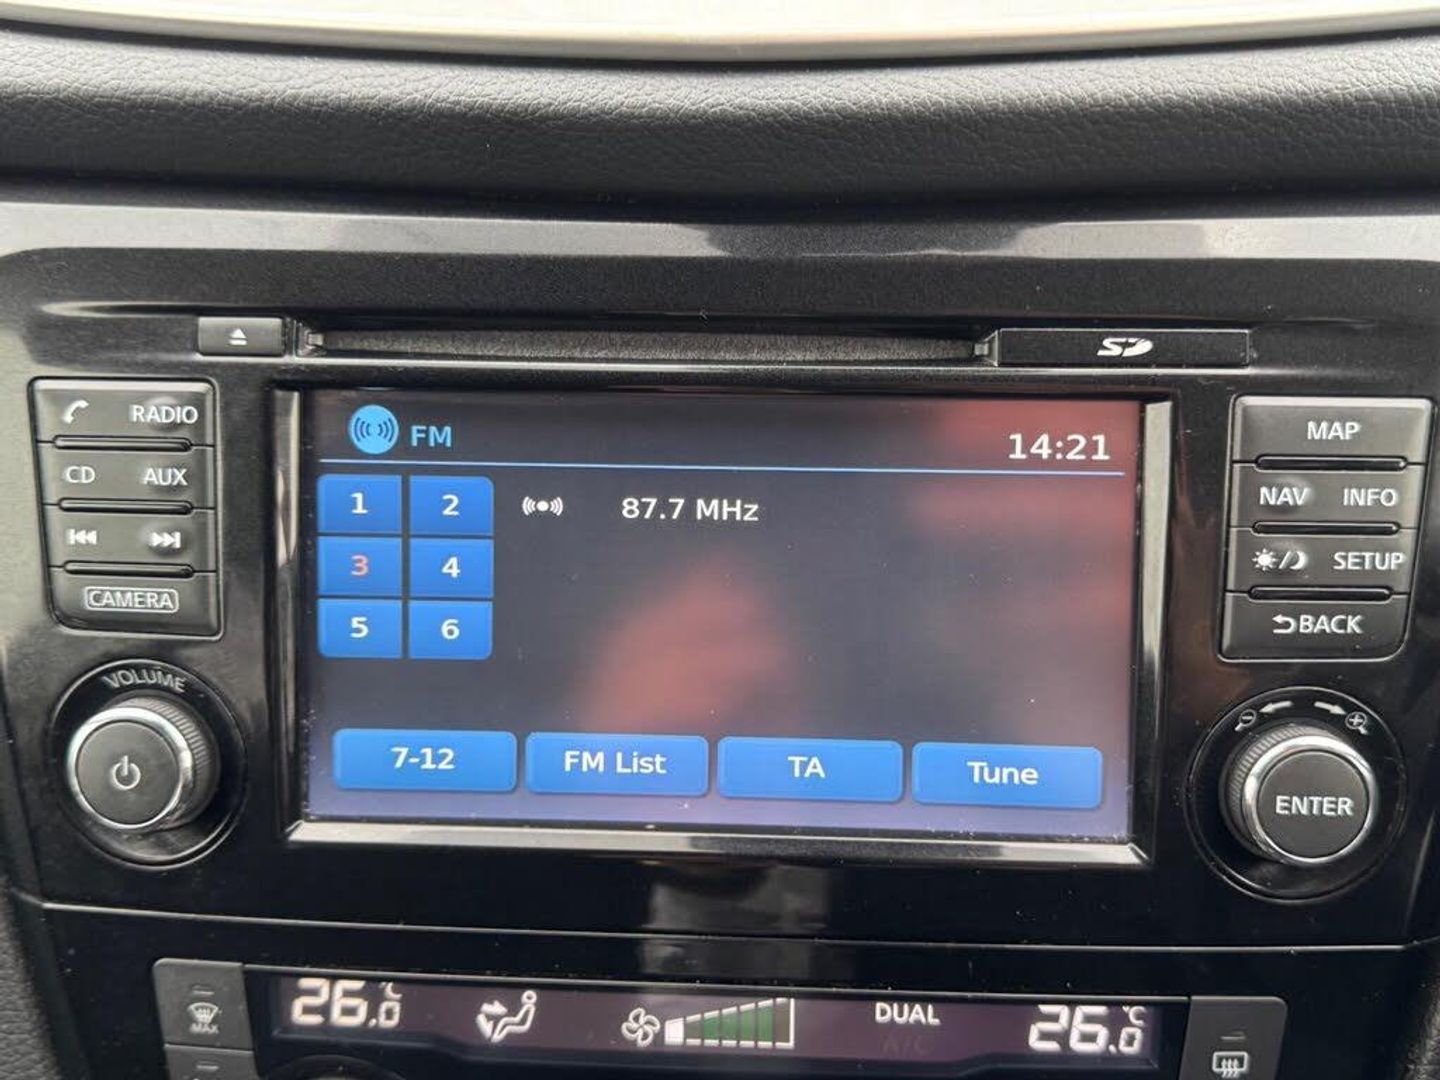 SD
RADIO
CD AUX
CAMERA
VOLUME
FM
14:21
1 2 87.7 MHz
3 4
5 6
7-12 FM List TA Tune
MAP
NAV INFO
SETUP
BACK
ENTER
MAX
26.0 °C
DUAL
A/C
26.0 °C